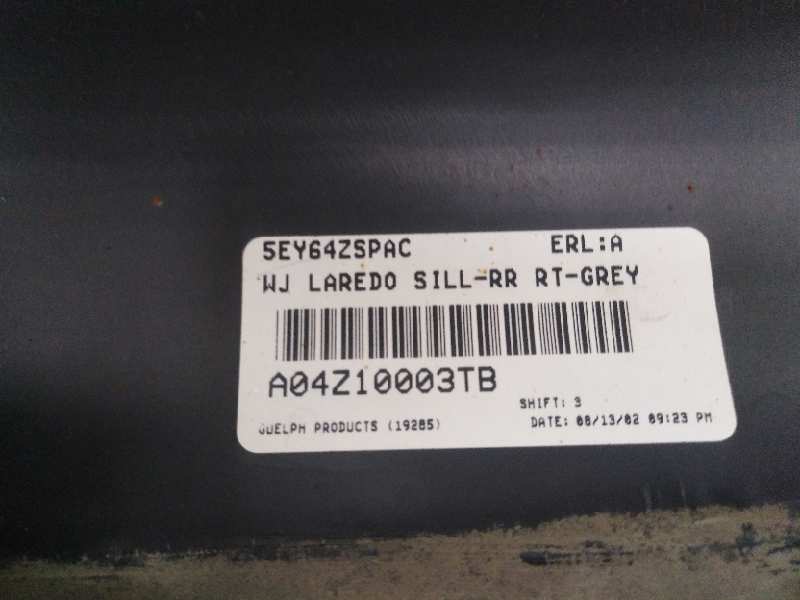 5EY64ZSPAC ERL:A
WJ LAREDO SILL-RR RT-GREY
A04Z10003TB
SHIFT: 3
GUELPH PRODUCTS (19285) DATE: 08/13/02 09:23 PM